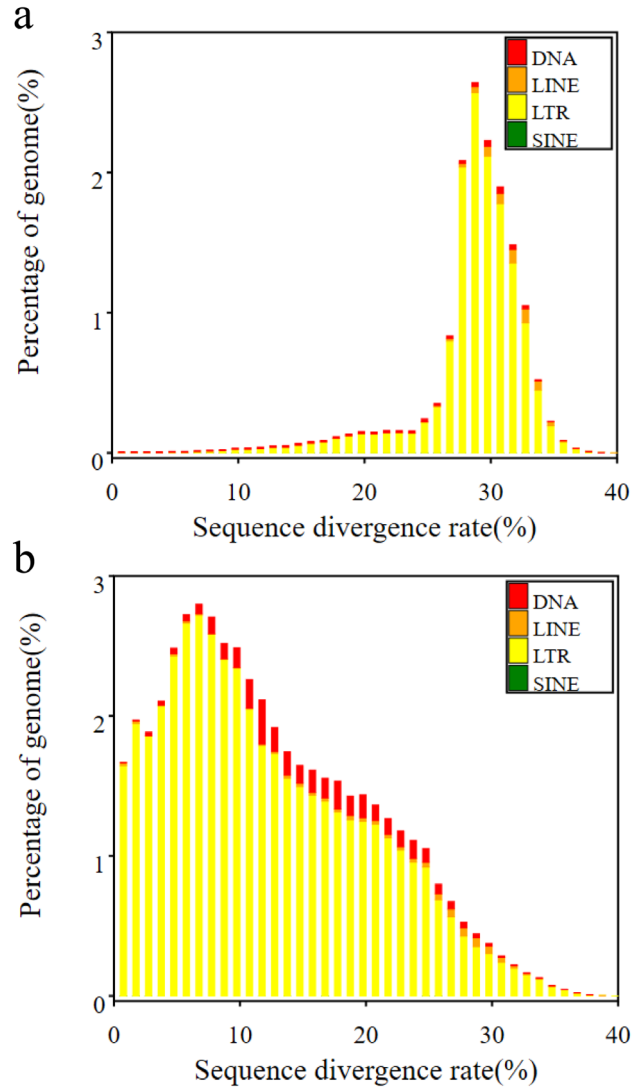 a
3
2
1
0
DNA
LINE
LTR
SINE
Percentage of genome(%)
0 10 20 30 40
Sequence divergence rate(%)
b
3
2
1
0
DNA
LINE
LTR
SINE
Percentage of genome(%)
0 10 20 30 40
Sequence divergence rate(%)